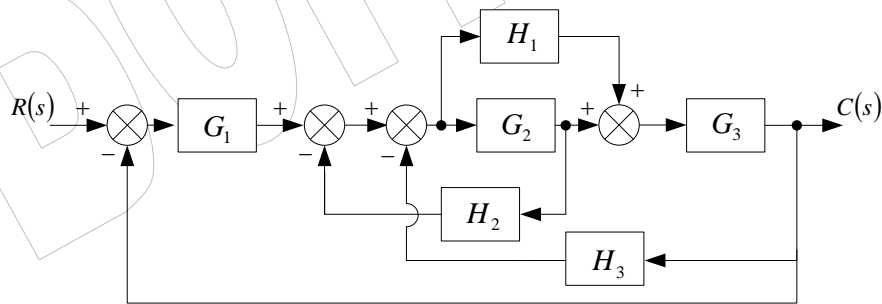 H₁
R(s) + + + + + C(s)
G₁ G₂ G₃
− − −
H₂
H₃